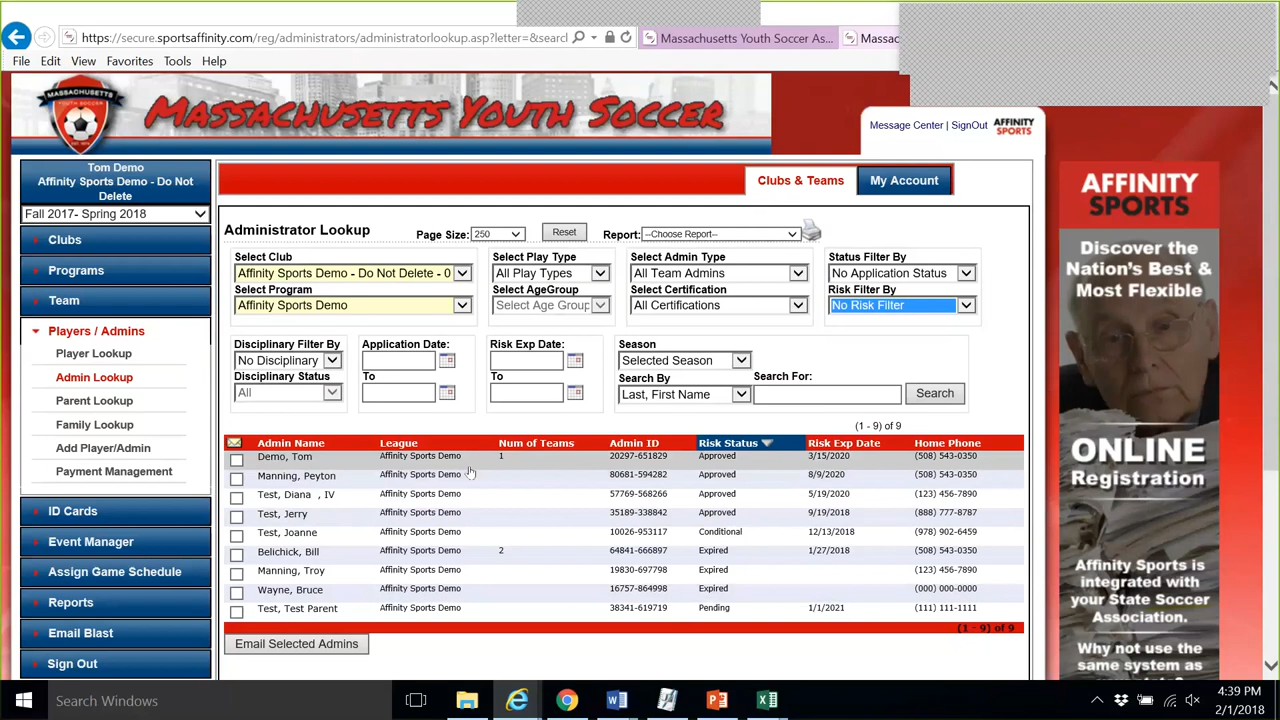 https://secure.sportsaffinity.com/reg/administrators/administratorlookup.asp?letter=&searcl
Massachusetts Youth Soccer As...
Massac
File Edit View Favorites Tools Help
MASSACHUSETTS YOUTH SOCCER
Message Center | SignOut AFFINITY SPORTS
Tom Demo
Affinity Sports Demo - Do Not
Delete
Fall 2017- Spring 2018
Clubs
Programs
Team
Players / Admins
Player Lookup
Admin Lookup
Parent Lookup
Family Lookup
Add Player/Admin
Payment Management
ID Cards
Event Manager
Assign Game Schedule
Reports
Email Blast
Sign Out
Clubs & Teams My Account
Administrator Lookup Page Size: 250 Reset Report: --Choose Report--
Select Club Select Play Type Select Admin Type Status Filter By
Affinity Sports Demo - Do Not Delete - 0 All Play Types All Team Admins No Application Status
Select Program Select AgeGroup Select Certification Risk Filter By
Affinity Sports Demo Select Age Group All Certifications No Risk Filter
Disciplinary Filter By Application Date: Risk Exp Date: Season
No Disciplinary Selected Season
Disciplinary Status To To Search By Search For:
All Last, First Name Search
(1 - 9) of 9
Admin Name League Num of Teams Admin ID Risk Status Risk Exp Date Home Phone
Demo, Tom Affinity Sports Demo 1 20297-651829 Approved 3/15/2020 (508) 543-0350
Manning, Peyton Affinity Sports Demo 80681-594282 Approved 8/9/2020 (508) 543-0350
Test, Diana , IV Affinity Sports Demo 57769-568266 Approved 5/19/2020 (123) 456-7890
Test, Jerry Affinity Sports Demo 35189-338842 Approved 9/19/2018 (888) 777-8787
Test, Joanne Affinity Sports Demo 10026-953117 Conditional 12/13/2018 (978) 902-6459
Belichick, Bill Affinity Sports Demo 2 64841-666897 Expired 1/27/2018 (508) 543-0350
Manning, Troy Affinity Sports Demo 19830-697798 Expired (123) 456-7890
Wayne, Bruce Affinity Sports Demo 16757-864998 Expired (000) 000-0000
Test, Test Parent Affinity Sports Demo 38341-619719 Pending 1/1/2021 (111) 111-1111
(1 - 9) of 9
Email Selected Admins
AFFINITY
SPORTS
Discover the
Nation's Best &
Most Flexible
ONLINE
Registration
Affinity Sports is
integrated with
your State Soccer
Association.
Why not use the
same system as
Search Windows
4:39 PM
2/1/2018